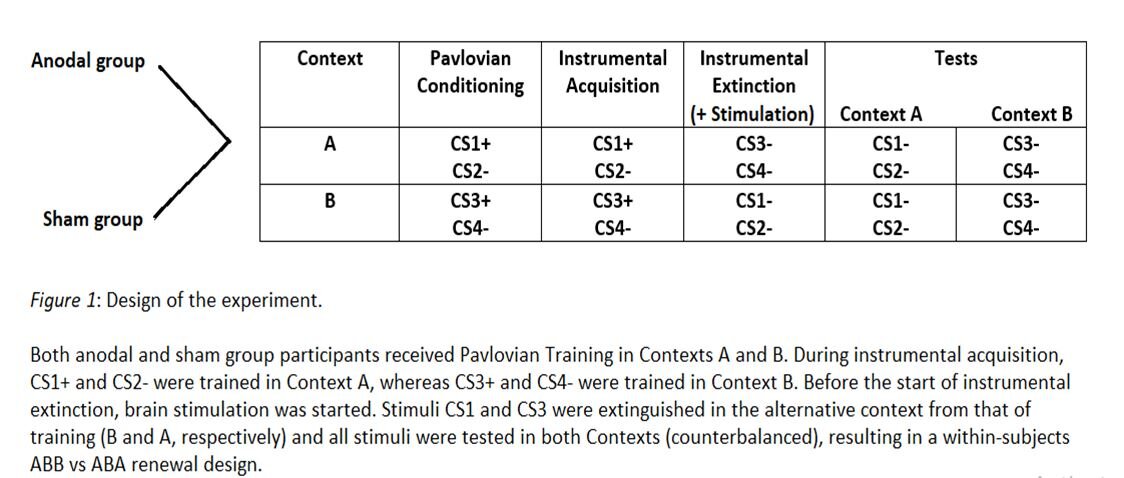 Anodal group
Sham group
Context Pavlovian Conditioning Instrumental Acquisition Instrumental Extinction (+ Stimulation) Tests
Context A Context B
A CS1+ CS1+ CS3- CS1- CS3-
CS2- CS2- CS4- CS2- CS4-
B CS3+ CS3+ CS1- CS1- CS3-
CS4- CS4- CS2- CS2- CS4-
Figure 1: Design of the experiment.
Both anodal and sham group participants received Pavlovian Training in Contexts A and B. During instrumental acquisition,
CS1+ and CS2- were trained in Context A, whereas CS3+ and CS4- were trained in Context B. Before the start of instrumental
extinction, brain stimulation was started. Stimuli CS1 and CS3 were extinguished in the alternative context from that of
training (B and A, respectively) and all stimuli were tested in both Contexts (counterbalanced), resulting in a within-subjects
ABB vs ABA renewal design.